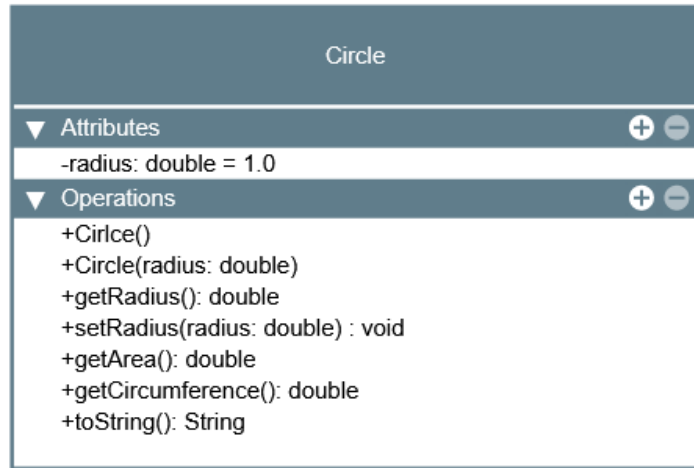 Circle
Attributes
-radius: double = 1.0
Operations
+Cirlce()
+Circle(radius: double)
+getRadius(): double
+setRadius(radius: double) : void
+getArea(): double
+getCircumference(): double
+toString(): String